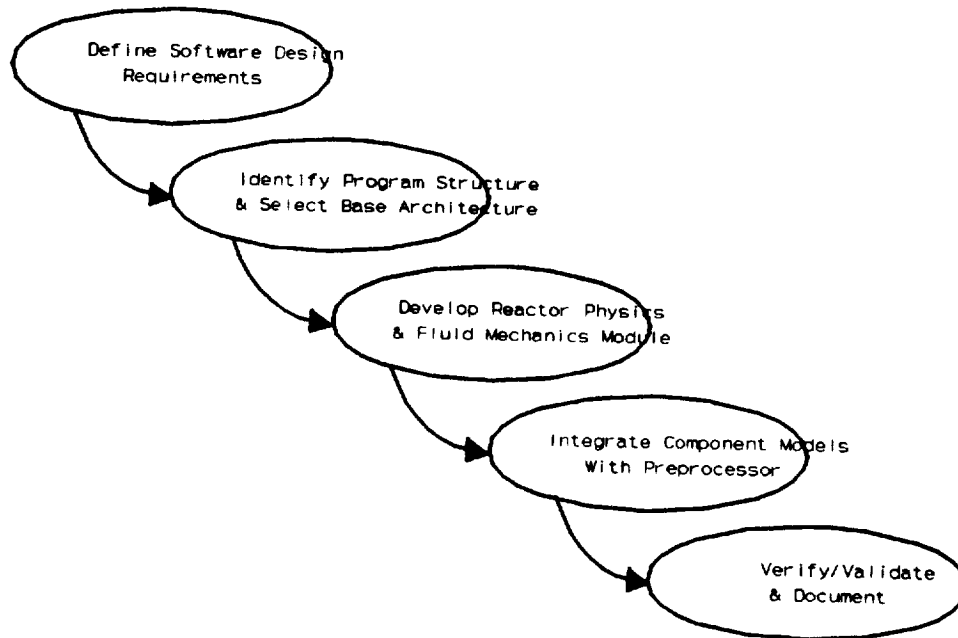 Define Software Design
Requirements
Identify Program Structure
& Select Base Architecture
Develop Reactor Physics
& Fluid Mechanics Module
Integrate Component Models
With Preprocessor
Verify/Validate
& Document